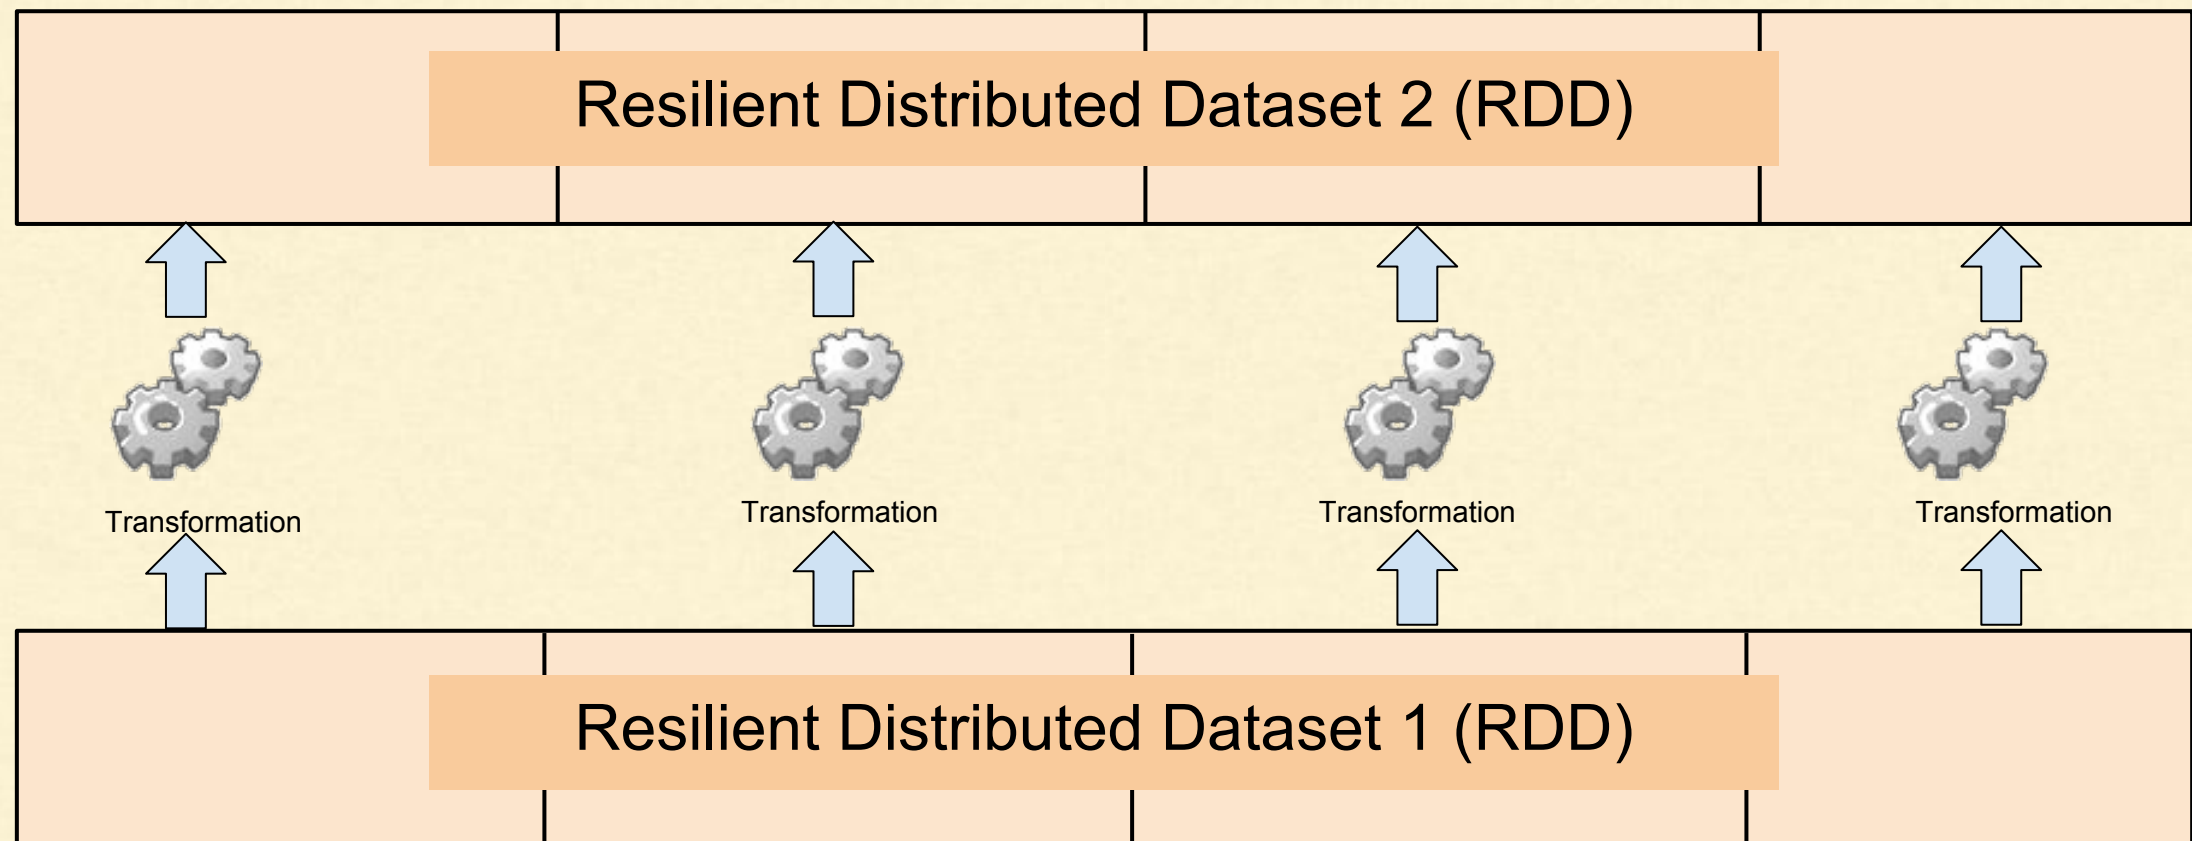 Resilient Distributed Dataset 2 (RDD)
Transformation
Transformation
Transformation
Transformation
Resilient Distributed Dataset 1 (RDD)